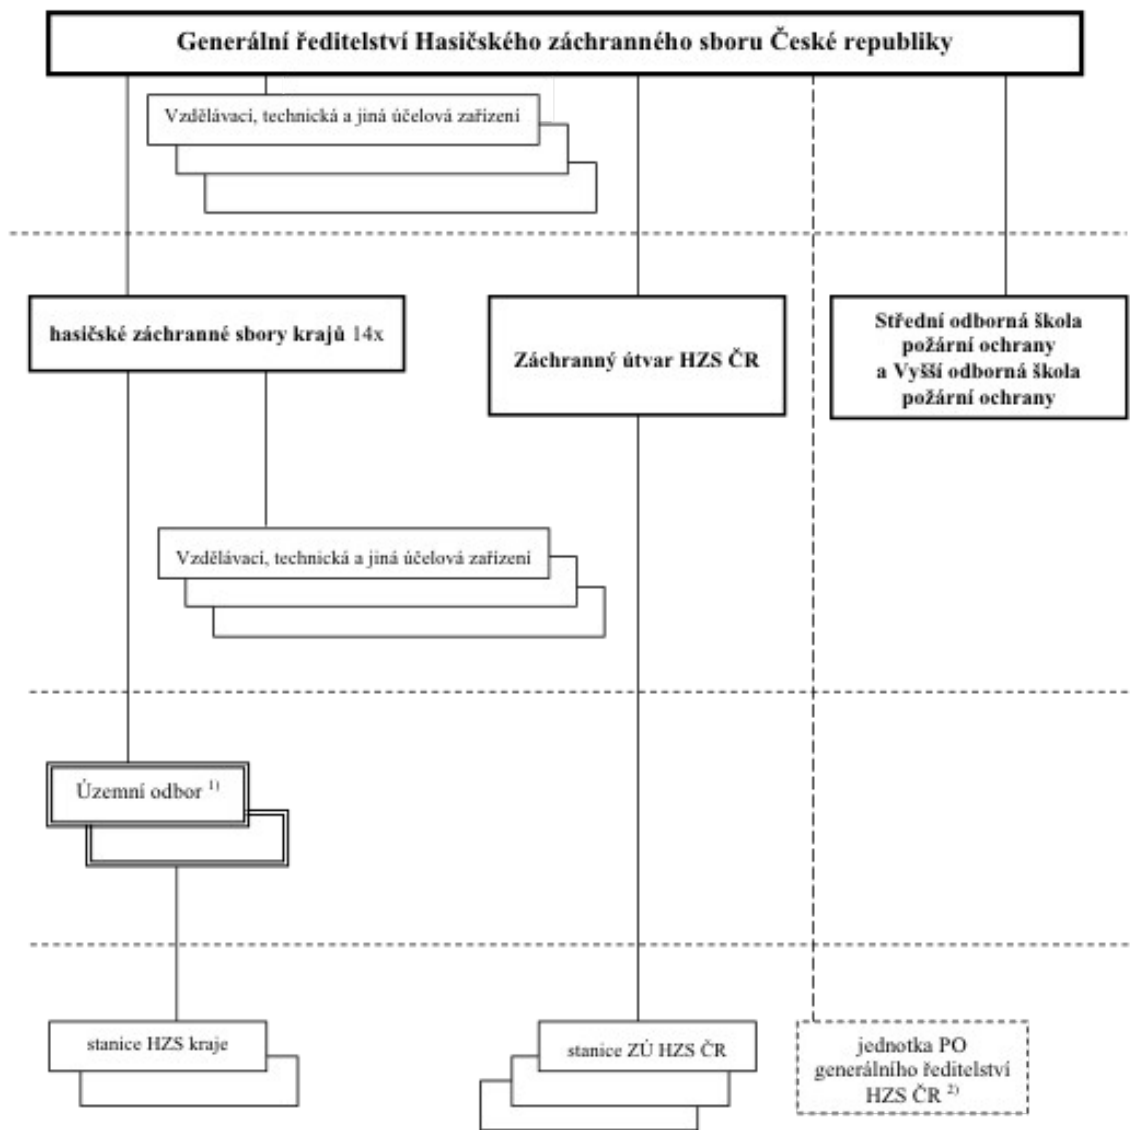 Generální ředitelství Hasičského záchranného sboru České republiky
Vzdělávací, technická a jiná účelová zařízení
hasičské záchranné sbory krajů 14x
Záchranný útvar HZS ČR
Střední odborná škola
požární ochrany
a Vyšší odborná škola
požární ochrany
Vzdělávací, technická a jiná účelová zařízení
Územní odbor 1)
stanice HZS kraje
stanice ZÚ HZS ČR
jednotka PO
generálního ředitelství
HZS ČR 2)